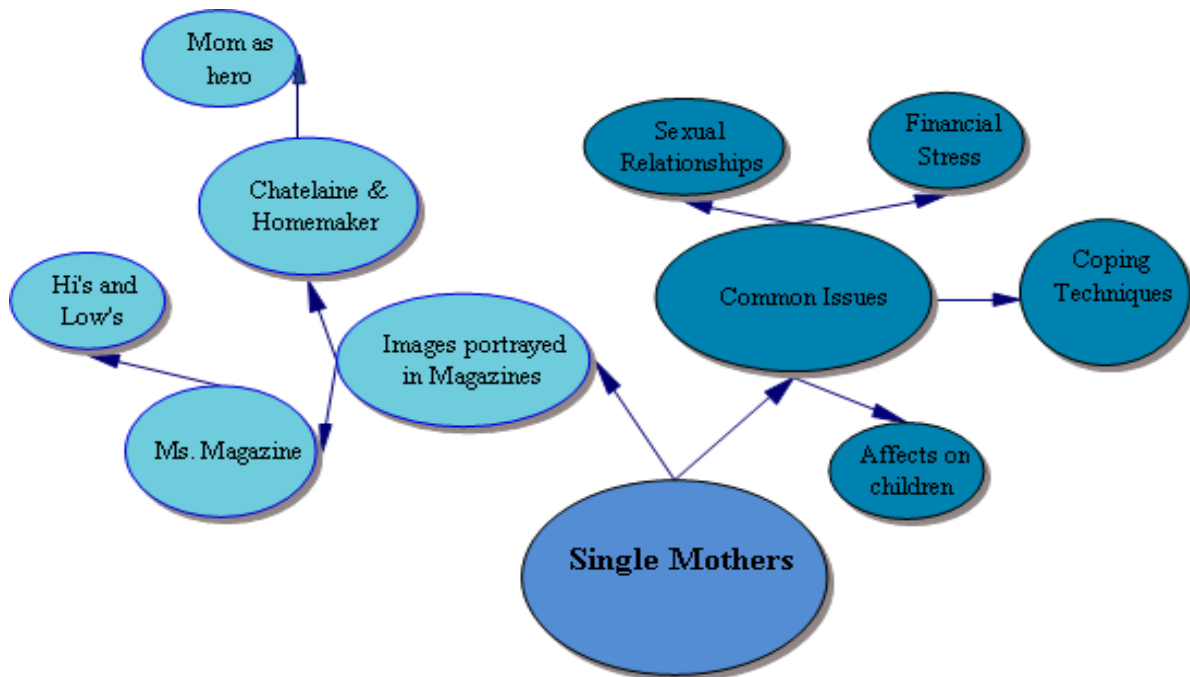 Mom as
hero
Sexual
Relationships
Financial
Stress
Chatelaine &
Homemaker
Hi's and
Low's
Common Issues
Coping
Techniques
Images portrayed
in Magazines
Ms. Magazine
Affects on
children
Single Mothers